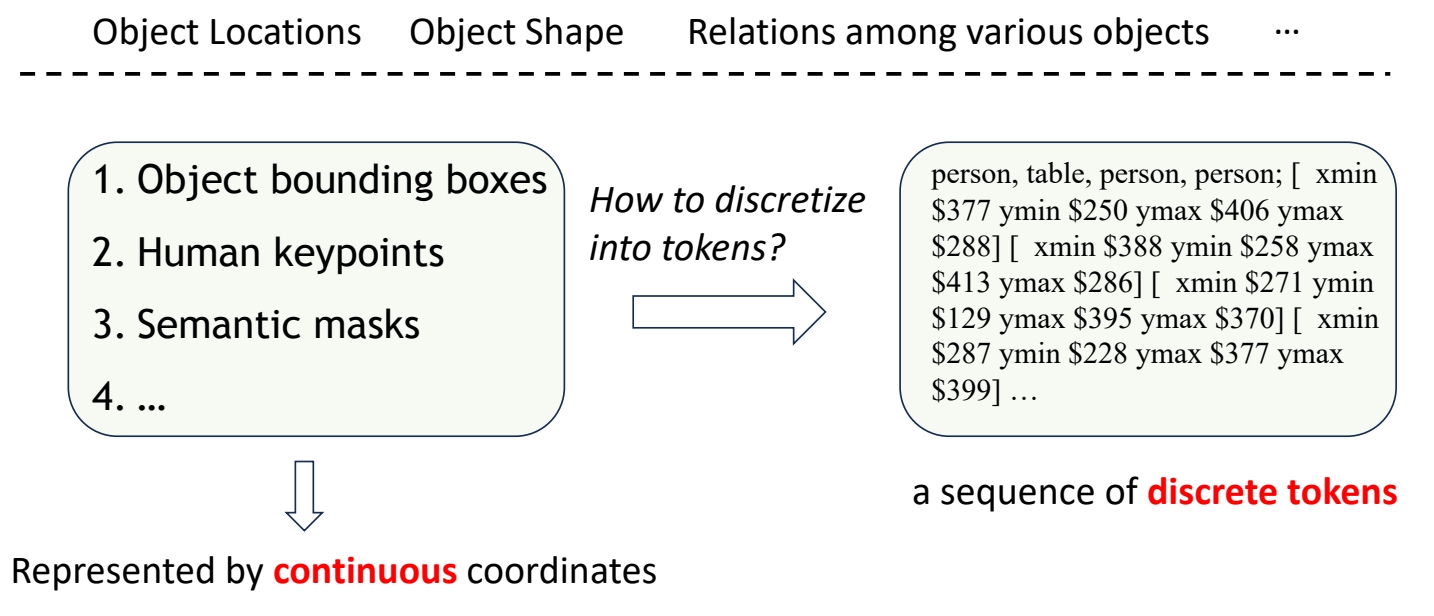 Object Locations Object Shape Relations among various objects ...
1. Object bounding boxes
2. Human keypoints
3. Semantic masks
4. ...
How to discretize
into tokens?
person, table, person, person; [ xmin
$377 ymin $250 ymax $406 ymax
$288] [ xmin $388 ymin $258 ymax
$413 ymax $286] [ xmin $271 ymin
$129 ymax $395 ymax $370] [ xmin
$287 ymin $228 ymax $377 ymax
$399] …
a sequence of discrete tokens
Represented by continuous coordinates